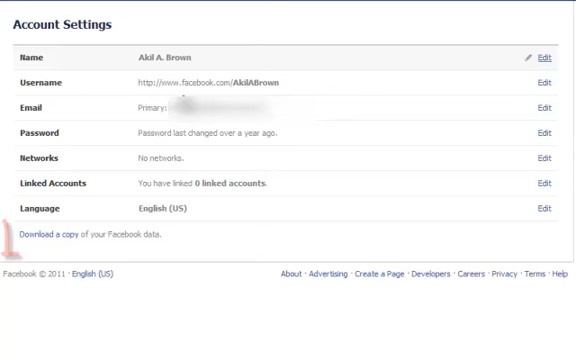 Account Settings
Name Akil A. Brown Edit
Username http://www.facebook.com/AkilABrown Edit
Email Primary: Edit
Password Password last changed over a year ago. Edit
Networks No networks. Edit
Linked Accounts You have linked 0 linked accounts. Edit
Language English (US) Edit
1
Download a copy of your Facebook data.
Facebook © 2011 · English (US) About · Advertising · Create a Page · Developers · Careers · Privacy · Terms · Help